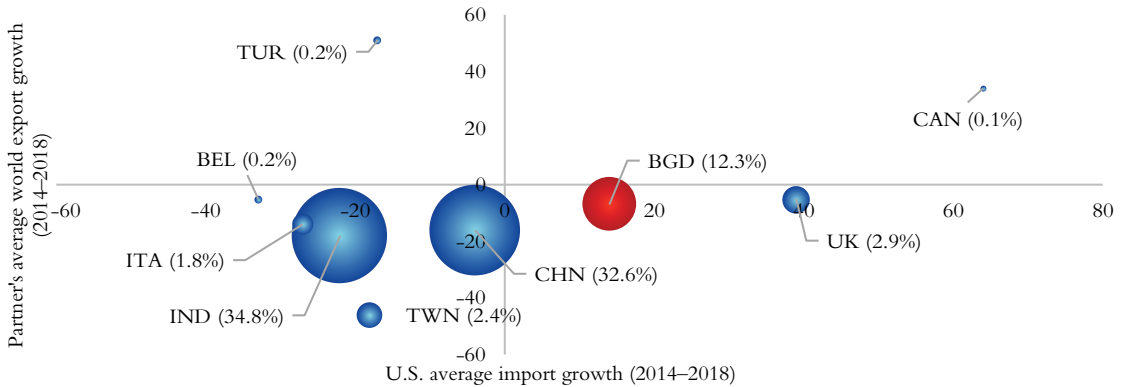 Partner's average world export growth
(2014–2018)
60
TUR (0.2%)
40
CAN (0.1%)
20
BEL (0.2%)
BGD (12.3%)
0
-60
-40
-20
0
20
40
60
80
-20
UK (2.9%)
ITA (1.8%)
CHN (32.6%)
-40
IND (34.8%)
TWN (2.4%)
-60
U.S. average import growth (2014–2018)